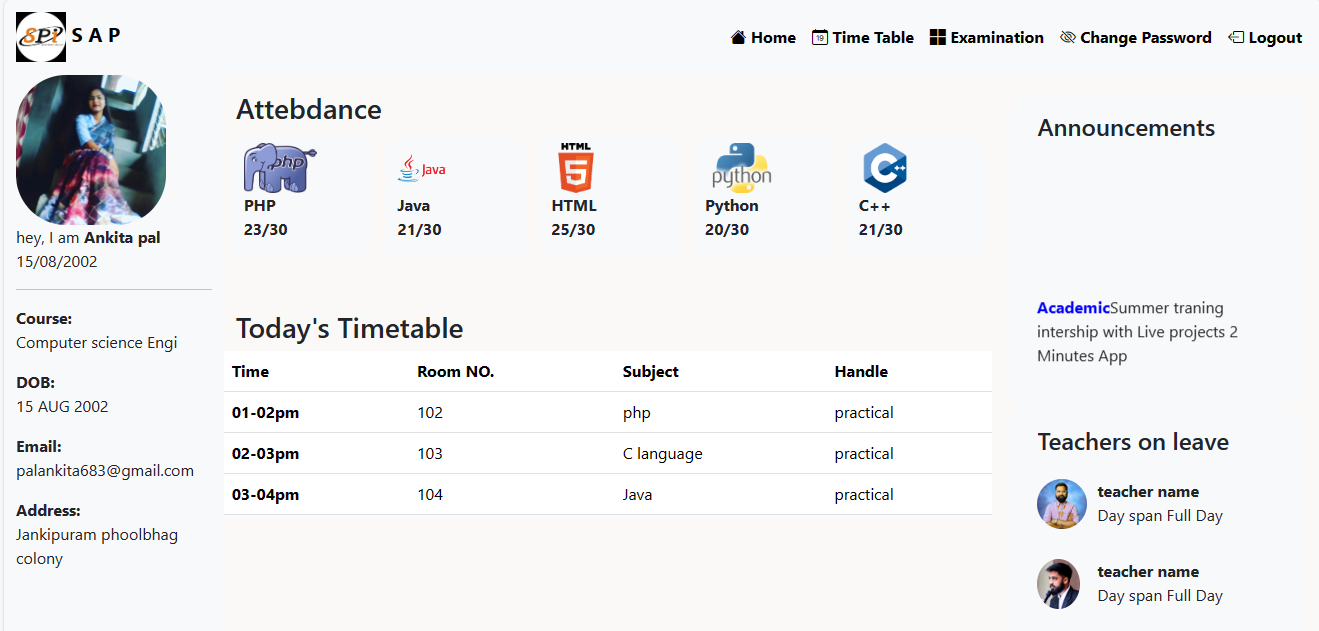 SPi S A P
Home 19 Time Table Examination Change Password Logout
hey, I am Ankita pal
15/08/2002
Course:
Computer science Engi
DOB:
15 AUG 2002
Email:
palankita683@gmail.com
Address:
Jankipuram phoolbhag
colony
Attebdance
php Java HTML 5 python C++
PHP Java HTML Python C++
23/30 21/30 25/30 20/30 21/30
Today's Timetable
Time Room NO. Subject Handle
01-02pm 102 php practical
02-03pm 103 C language practical
03-04pm 104 Java practical
Announcements
AcademicSummer traning
intership with Live projects 2
Minutes App
Teachers on leave
teacher name
Day span Full Day
teacher name
Day span Full Day